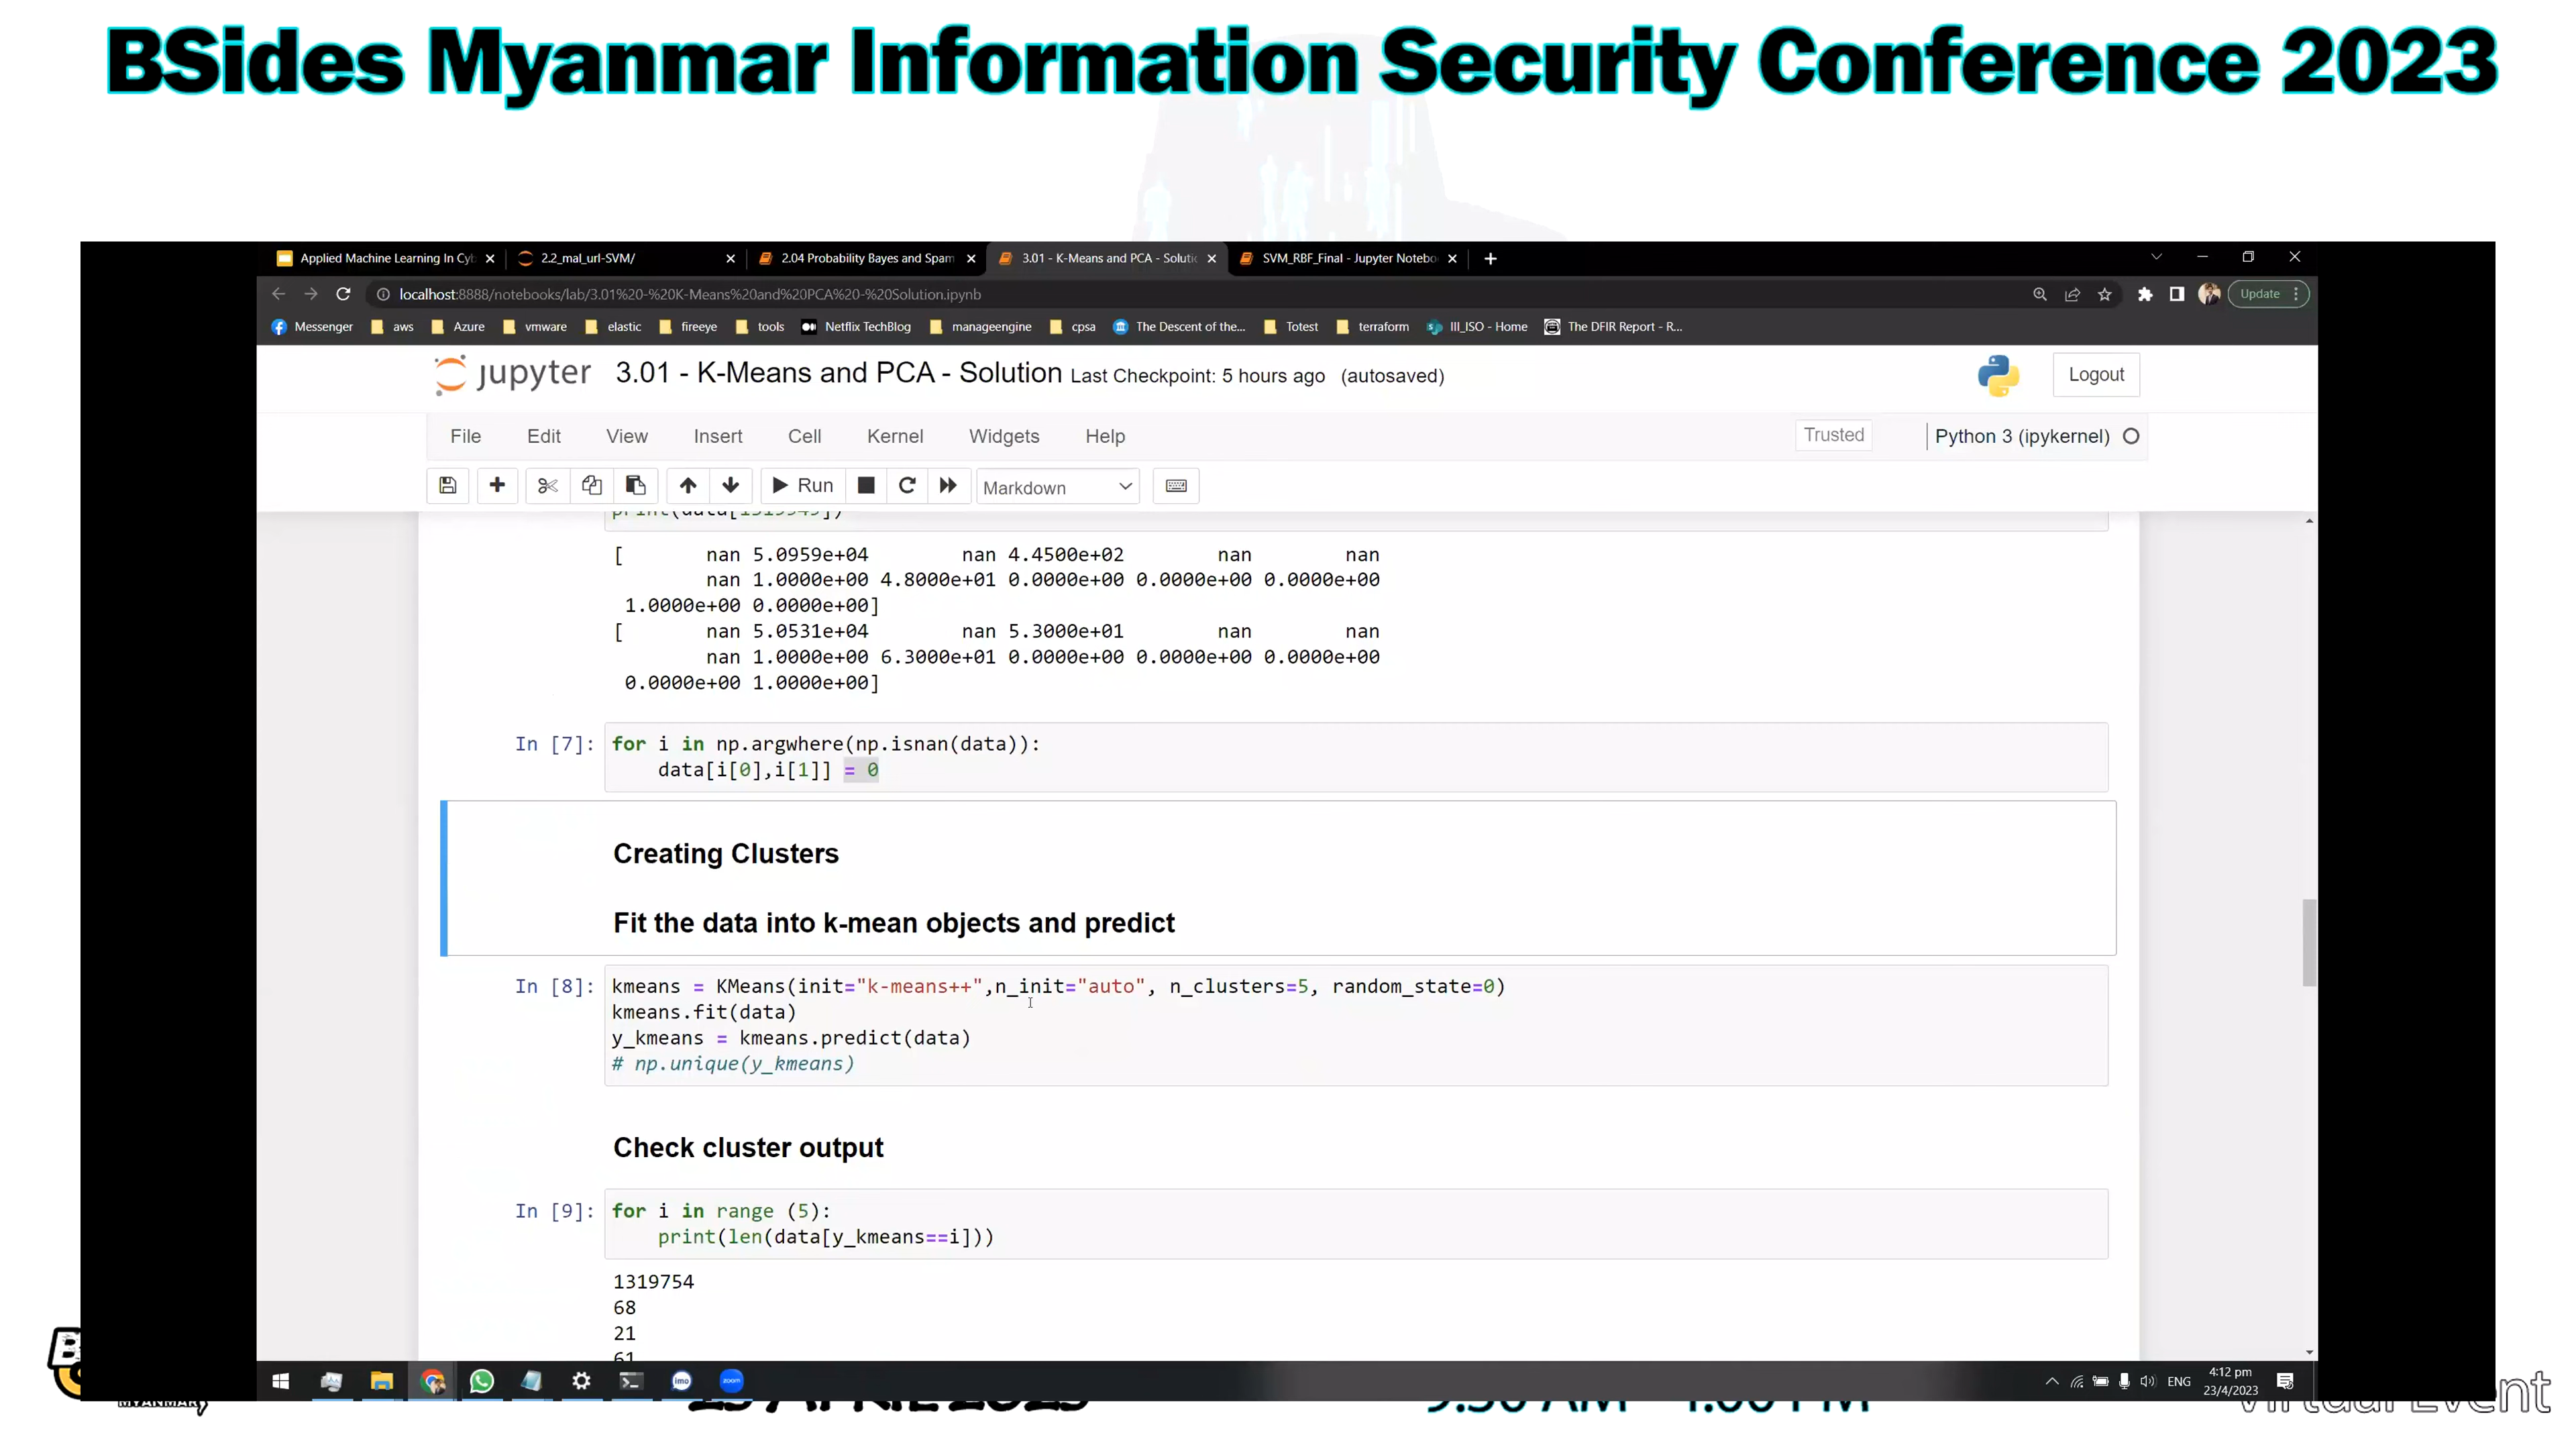 BSides Myanmar Information Security Conference 2023
Applied Machine Learning In Cyb
2.2_mal_url-SVM/
2.04 Probability Bayes and Spam
3.01 - K-Means and PCA - Solutic
SVM_RBF_Final - Jupyter Notebo
localhost:8888/notebooks/lab/3.01%20-%20K-Means%20and%20PCA%20-%20Solution.ipynb
Update
Messenger aws Azure vmware elastic fireeye tools Netflix TechBlog manageengine cpsa The Descent of the... Totest terraform III_ISO - Home The DFIR Report - R...
jupyter 3.01 - K-Means and PCA - Solution Last Checkpoint: 5 hours ago (autosaved)
Logout
File Edit View Insert Cell Kernel Widgets Help
Trusted
Python 3 (ipykernel)
Run
Markdown
[ nan 5.0959e+04 nan 4.4500e+02 nan nan
nan 1.0000e+00 4.8000e+01 0.0000e+00 0.0000e+00 0.0000e+00
1.0000e+00 0.0000e+00]
[ nan 5.0531e+04 nan 5.3000e+01 nan nan
nan 1.0000e+00 6.3000e+01 0.0000e+00 0.0000e+00 0.0000e+00
0.0000e+00 1.0000e+00]
In [7]: for i in np.argwhere(np.isnan(data)):
data[i[0],i[1]] = 0
Creating Clusters
Fit the data into k-mean objects and predict
In [8]: kmeans = KMeans(init="k-means++",n_init="auto", n_clusters=5, random_state=0)
kmeans.fit(data)
y_kmeans = kmeans.predict(data)
# np.unique(y_kmeans)
Check cluster output
In [9]: for i in range (5):
print(len(data[y_kmeans==i]))
1319754
68
21
61
imo
zoom
ENG
4:12 pm
23/4/2023
MYANMAR